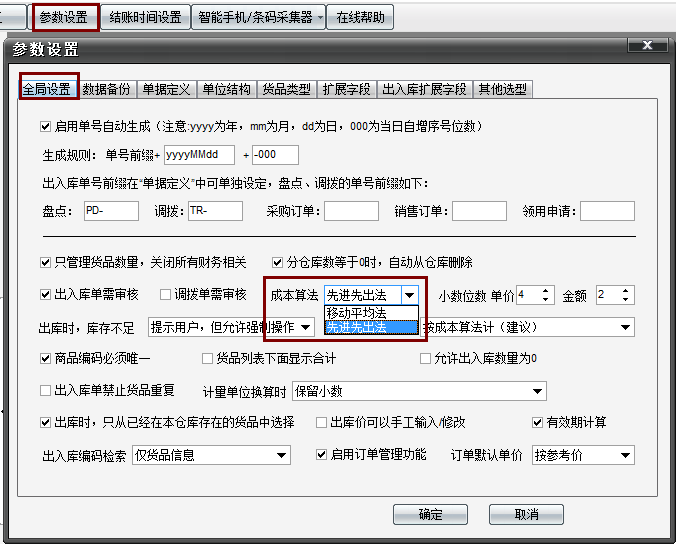 参数设置 结账时间设置 智能手机/条码采集器 在线帮助
参数设置
全局设置 数据备份 单据定义 单位结构 货品类型 扩展字段 出入库扩展字段 其他选型
启用单号自动生成（注意:yyyy为年，mm为月，dd为日，000为当日自增序号位数）
生成规则： 单号前缀+ yyyyMMdd + -000
出入库单号前缀在“单据定义”中可单独设定，盘点、调拨的单号前缀如下：
盘点： PD- 调拨： TR- 采购订单： 销售订单： 领用申请：
只管理货品数量，关闭所有财务相关 分仓库数等于0时，自动从仓库删除
出入库单需审核 调拨单需审核 成本算法 先进先出法 小数位数 单价 4 金额 2
移动平均法
出库时，库存不足 提示用户，但允许强制操作 先进先出法 按成本算法计（建议）
商品编码必须唯一 货品列表下面显示合计 允许出入库数量为0
出入库单禁止货品重复 计量单位换算时 保留小数
出库时，只从已经在本仓库存在的货品中选择 出库价可以手工输入/修改 有效期计算
出入库编码检索 仅货品信息 启用订单管理功能 订单默认单价 按参考价
确定 取消